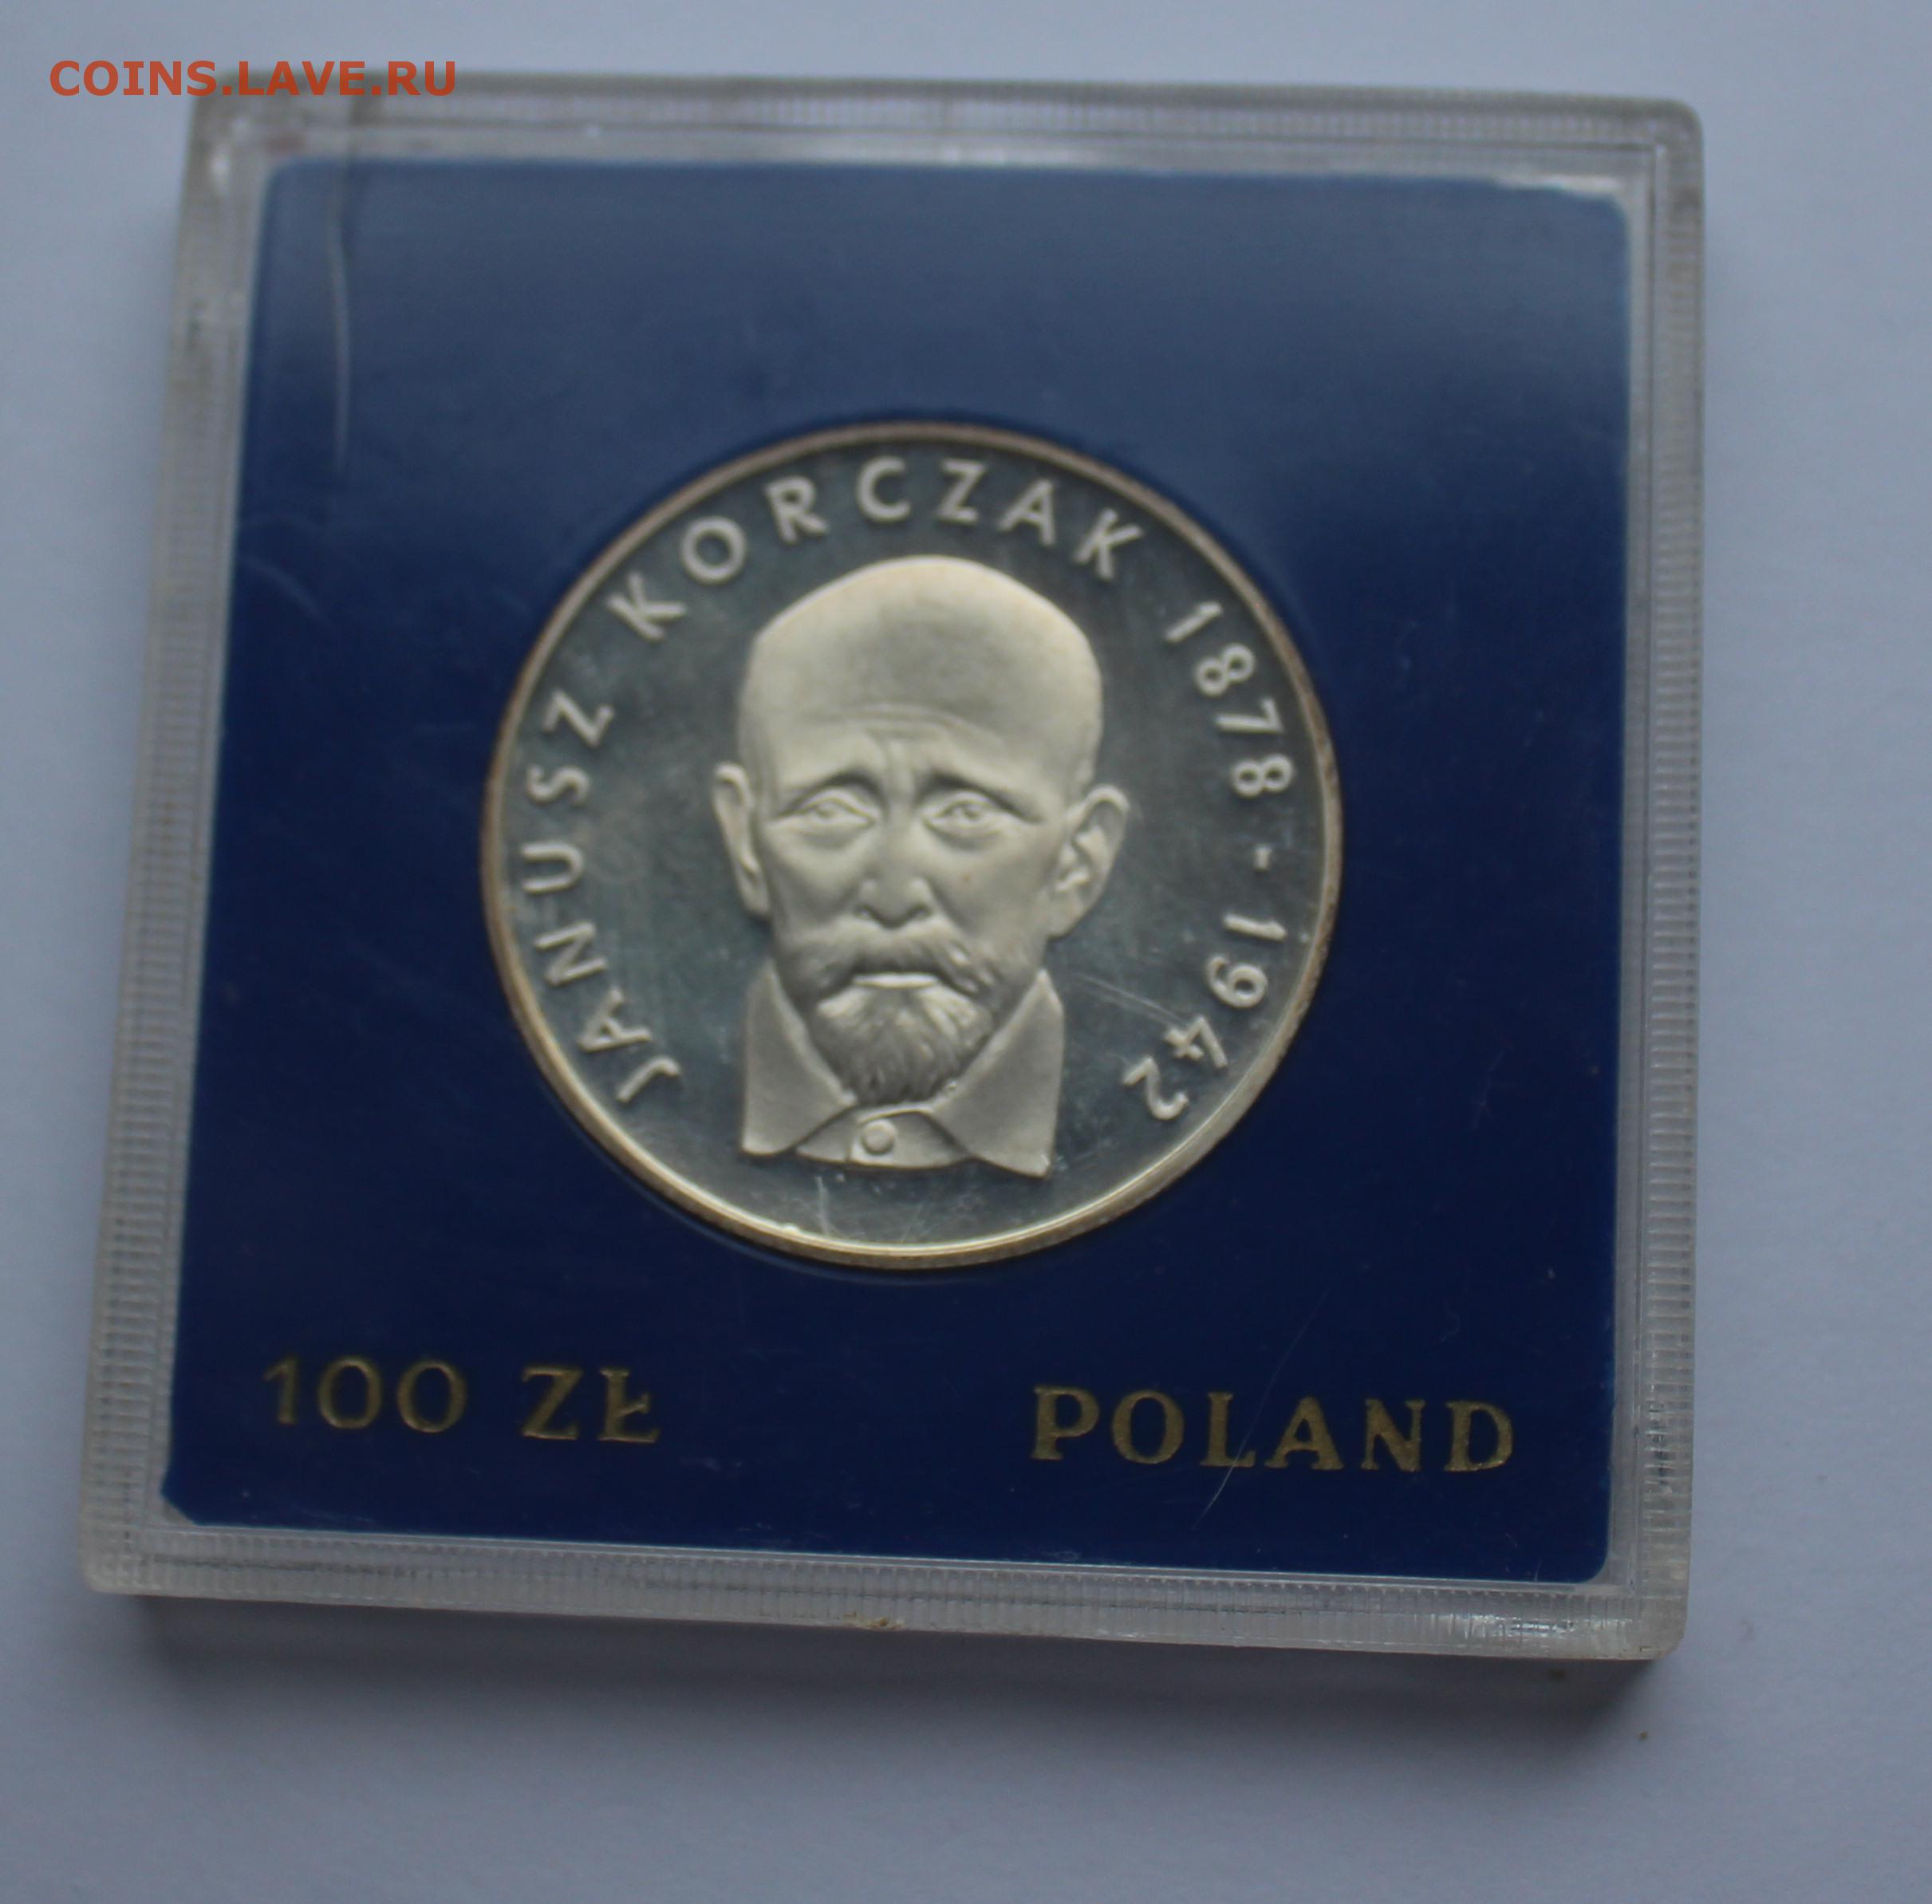 COINS.LAVE.RU
JANUSZ KORCZAK 1878-1942
100 ZŁ
POLAND